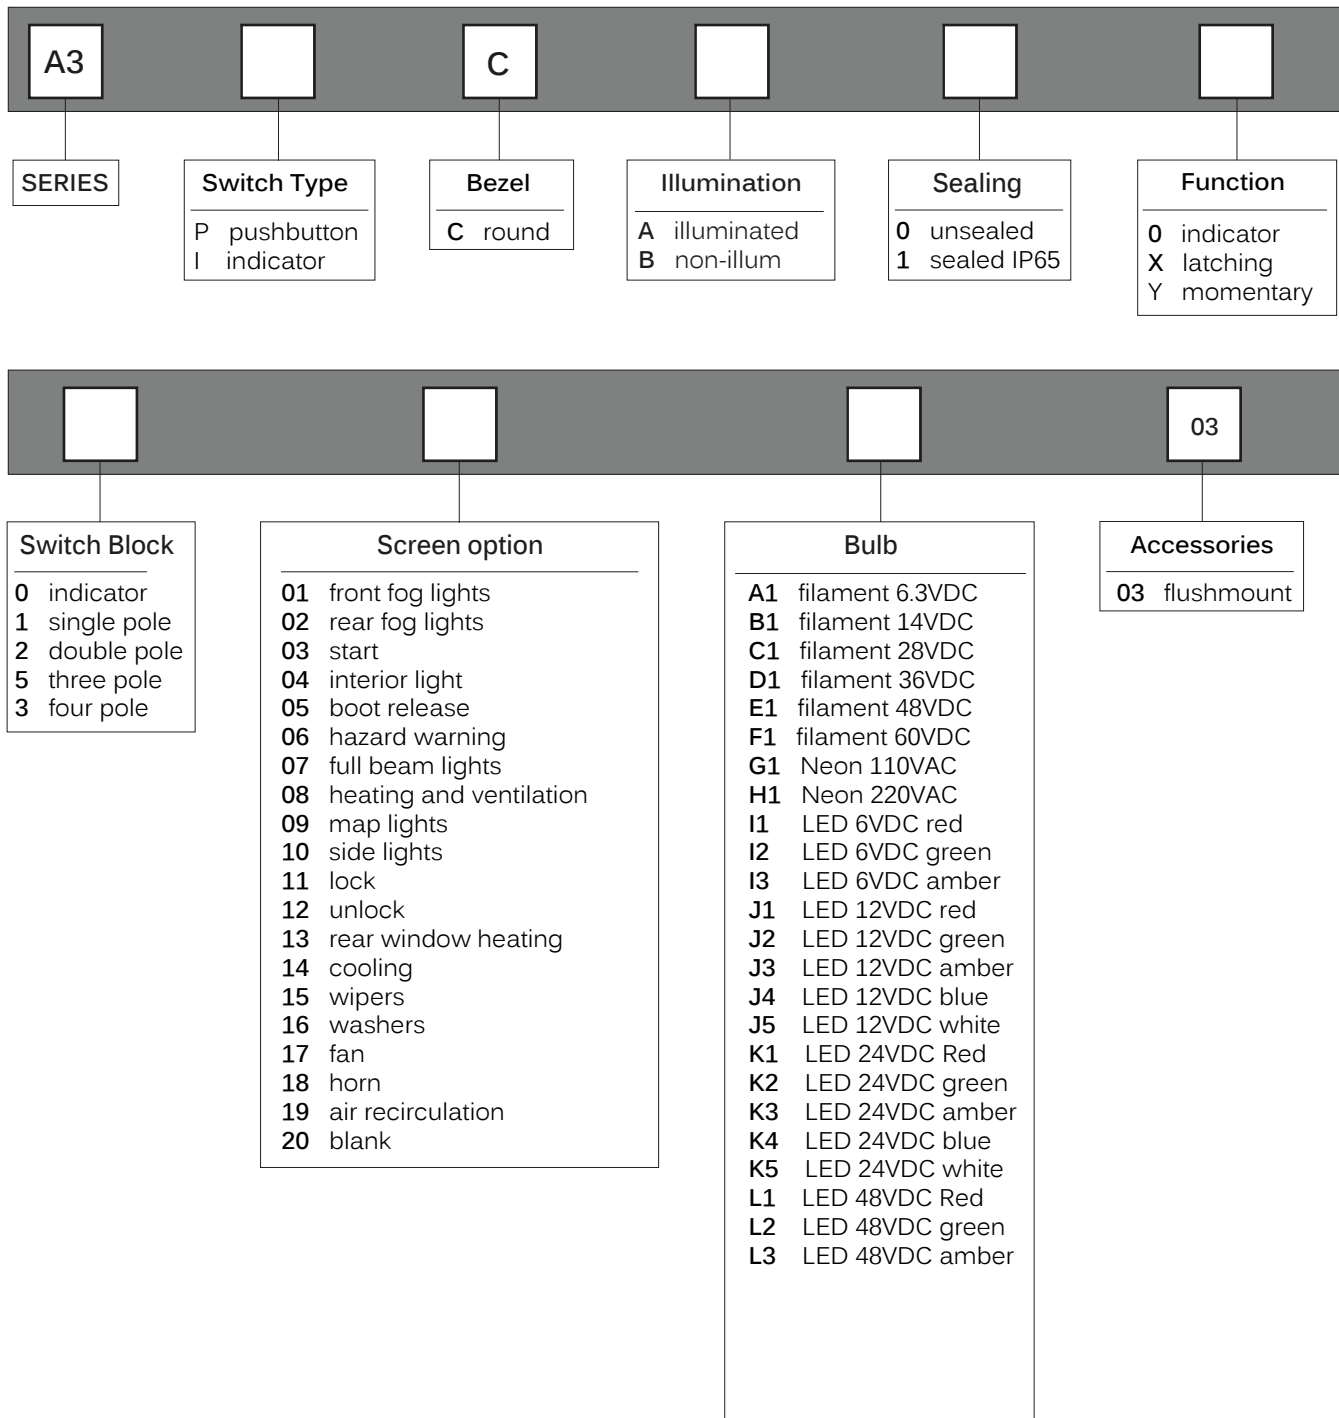 A3
C
SERIES
Switch Type
P pushbutton
I indicator
Bezel
C round
Illumination
A illuminated
B non-illum
Sealing
0 unsealed
1 sealed IP65
Function
0 indicator
X latching
Y momentary
03
Switch Block
0 indicator
1 single pole
2 double pole
5 three pole
3 four pole
Screen option
01 front fog lights
02 rear fog lights
03 start
04 interior light
05 boot release
06 hazard warning
07 full beam lights
08 heating and ventilation
09 map lights
10 side lights
11 lock
12 unlock
13 rear window heating
14 cooling
15 wipers
16 washers
17 fan
18 horn
19 air recirculation
20 blank
Bulb
A1 filament 6.3VDC
B1 filament 14VDC
C1 filament 28VDC
D1 filament 36VDC
E1 filament 48VDC
F1 filament 60VDC
G1 Neon 110VAC
H1 Neon 220VAC
I1 LED 6VDC red
I2 LED 6VDC green
I3 LED 6VDC amber
J1 LED 12VDC red
J2 LED 12VDC green
J3 LED 12VDC amber
J4 LED 12VDC blue
J5 LED 12VDC white
K1 LED 24VDC Red
K2 LED 24VDC green
K3 LED 24VDC amber
K4 LED 24VDC blue
K5 LED 24VDC white
L1 LED 48VDC Red
L2 LED 48VDC green
L3 LED 48VDC amber
Accessories
03 flushmount